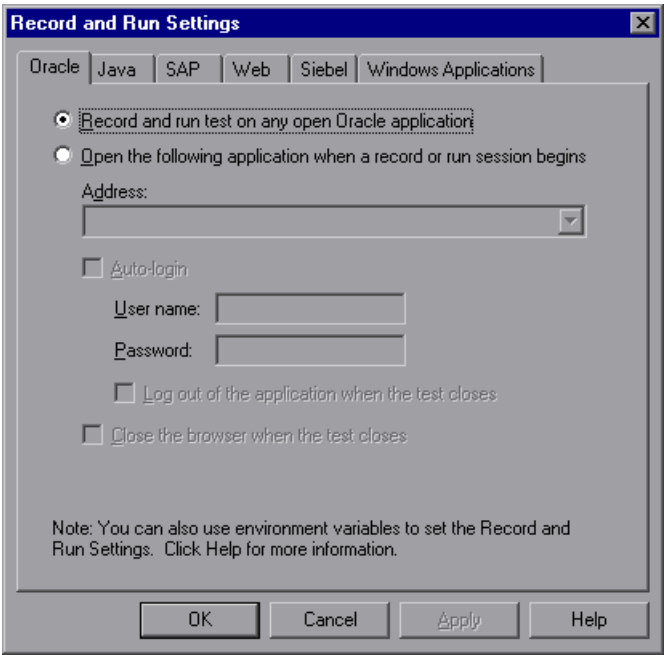 Record and Run Settings
Oracle Java SAP Web Siebel Windows Applications
Record and run test on any open Oracle application
Open the following application when a record or run session begins
Address:
Auto-login
User name:
Password:
Log out of the application when the test closes
Close the browser when the test closes
Note: You can also use environment variables to set the Record and
Run Settings. Click Help for more information.
OK Cancel Apply Help